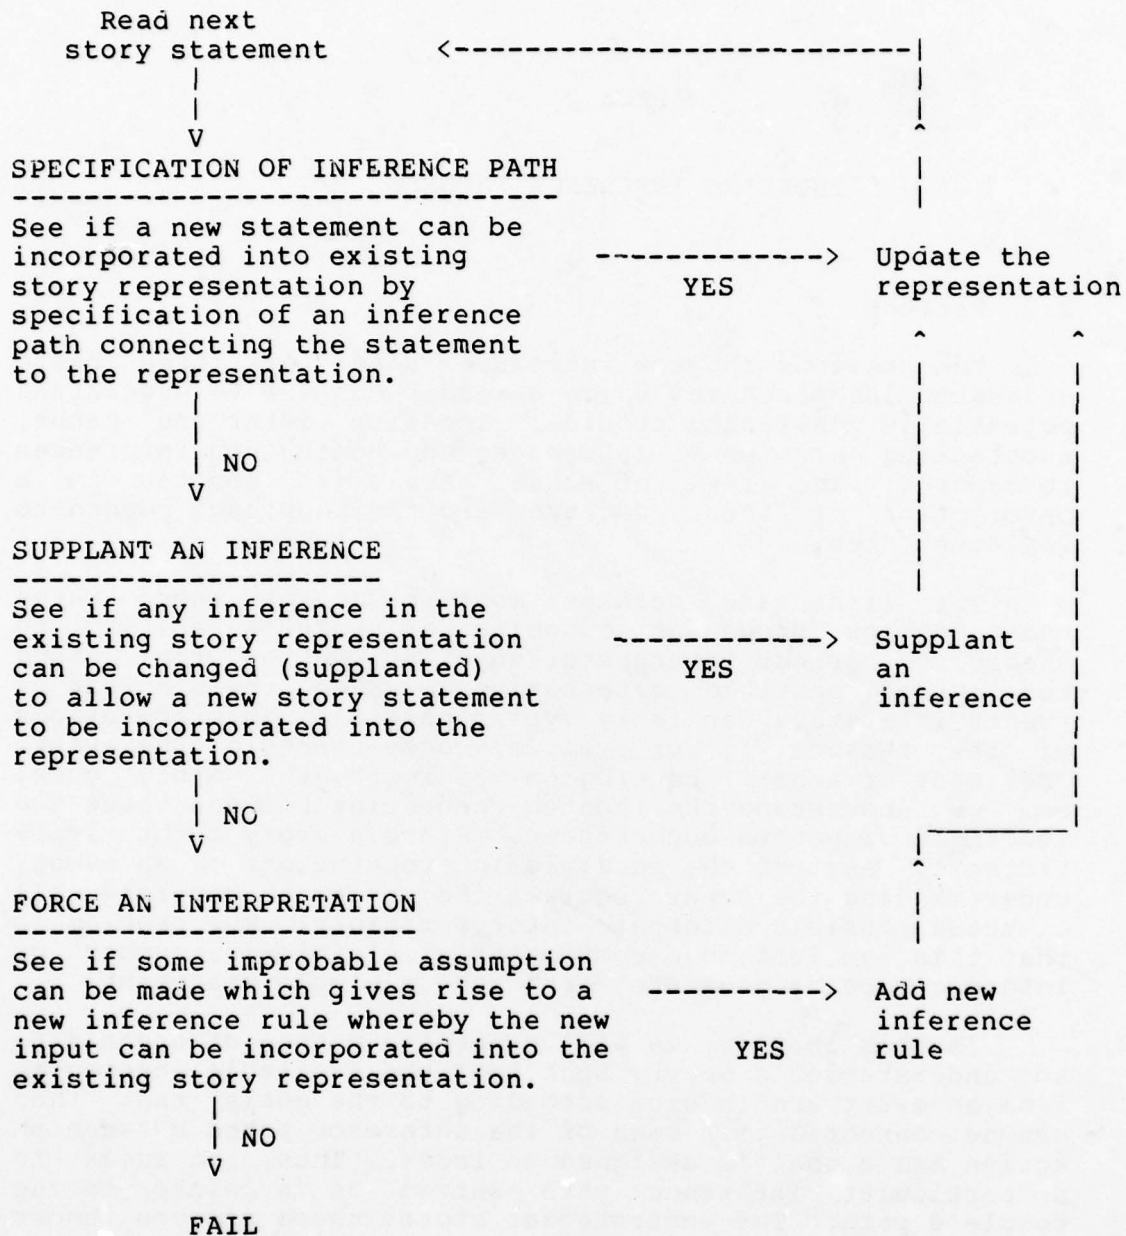 Read next
story statement
SPECIFICATION OF INFERENCE PATH
See if a new statement can be
incorporated into existing
story representation by
specification of an inference
path connecting the statement
to the representation.
YES
Update the
representation
NO
SUPPLANT AN INFERENCE
See if any inference in the
existing story representation
can be changed (supplanted)
to allow a new story statement
to be incorporated into the
representation.
YES
Supplant
an
inference
NO
FORCE AN INTERPRETATION
See if some improbable assumption
can be made which gives rise to a
new inference rule whereby the new
input can be incorporated into the
existing story representation.
YES
Add new
inference
rule
NO
FAIL